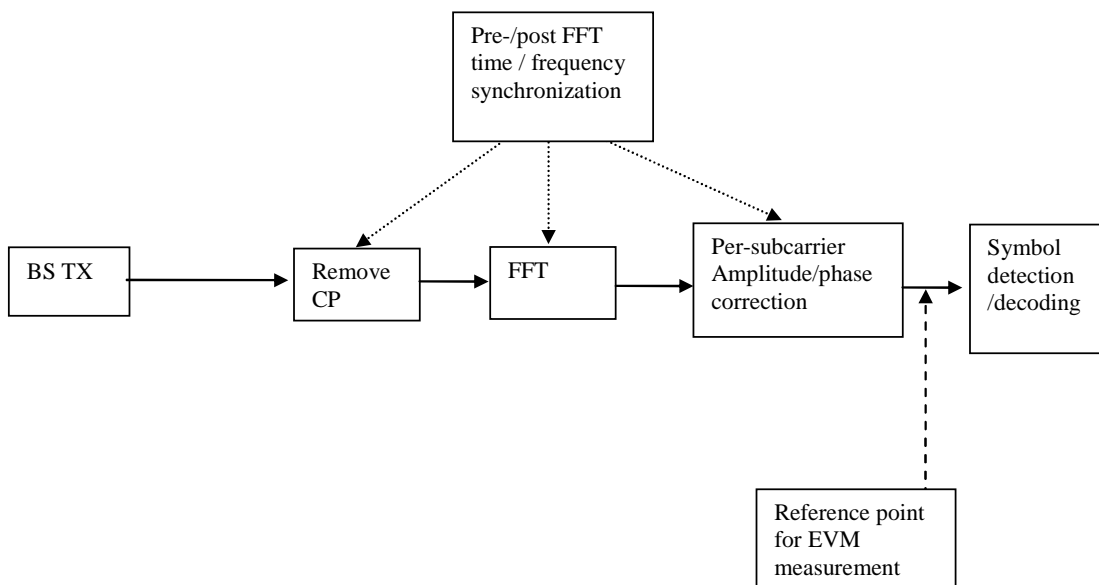 Pre-/post FFT
time / frequency
synchronization
BS TX
Remove
CP
FFT
Per-subcarrier
Amplitude/phase
correction
Symbol
detection
/decoding
Reference point
for EVM
measurement